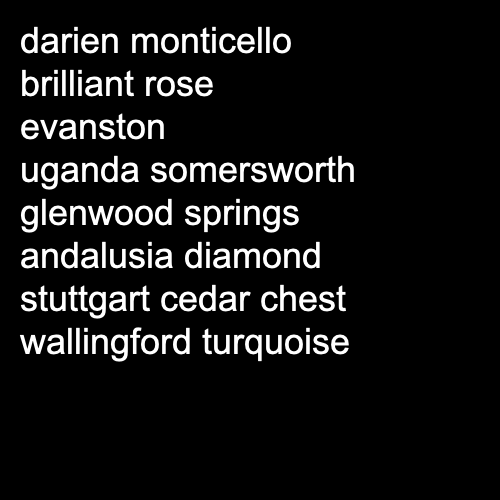 darien monticello
brilliant rose
evanston
uganda somersworth
glenwood springs
andalusia diamond
stuttgart cedar chest
wallingford turquoise